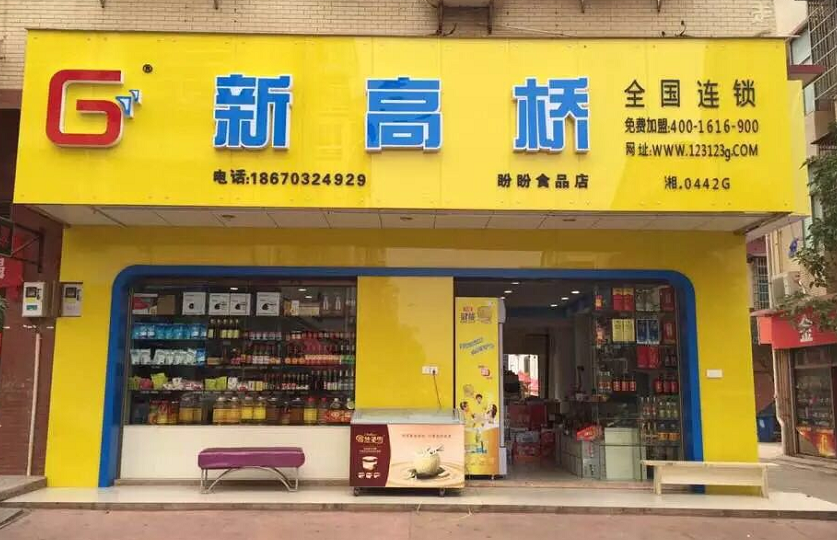 G®
新高桥
全国连锁
免费加盟:400-1616-900
网址:WWW.123123g.COM
电话:18670324929
盼盼食品店
湘.0442G